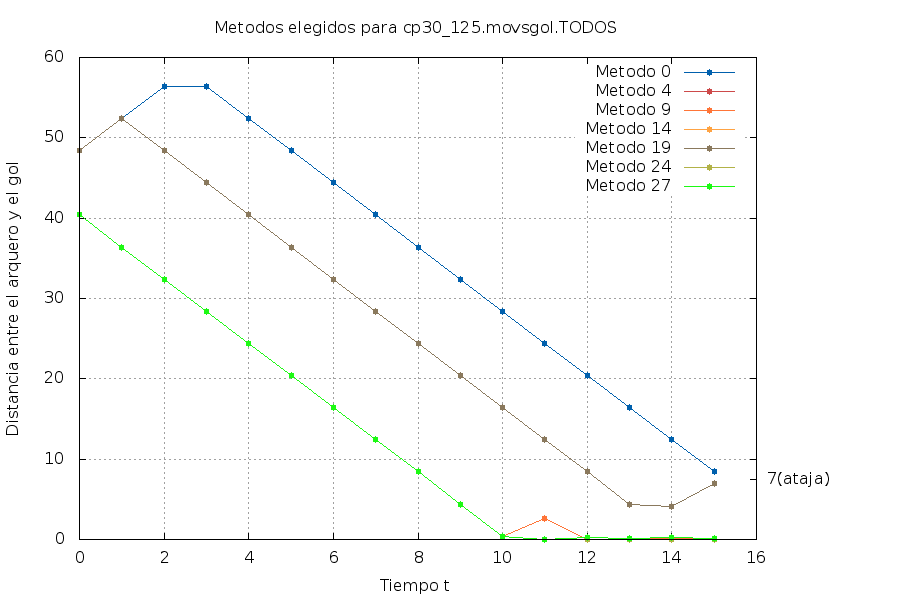 Metodos elegidos para cp30_125.movsgol.TODOS
60
50
40
30
20
10
0
Distancia entre el arquero y el gol
Metodo 0
Metodo 4
Metodo 9
Metodo 14
Metodo 19
Metodo 24
Metodo 27
7(ataja)
0 2 4 6 8 10 12 14 16
Tiempo t